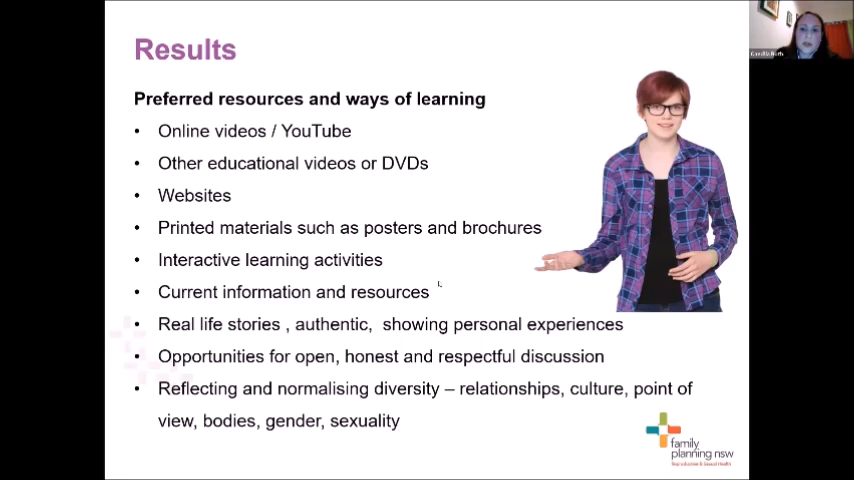 Results
Preferred resources and ways of learning
• Online videos / YouTube
• Other educational videos or DVDs
• Websites
• Printed materials such as posters and brochures
• Interactive learning activities
• Current information and resources
• Real life stories , authentic,  showing personal experiences
• Opportunities for open, honest and respectful discussion
• Reflecting and normalising diversity – relationships, culture, point of
view, bodies, gender, sexuality
family
planning nsw
Reproductive & Sexual Health